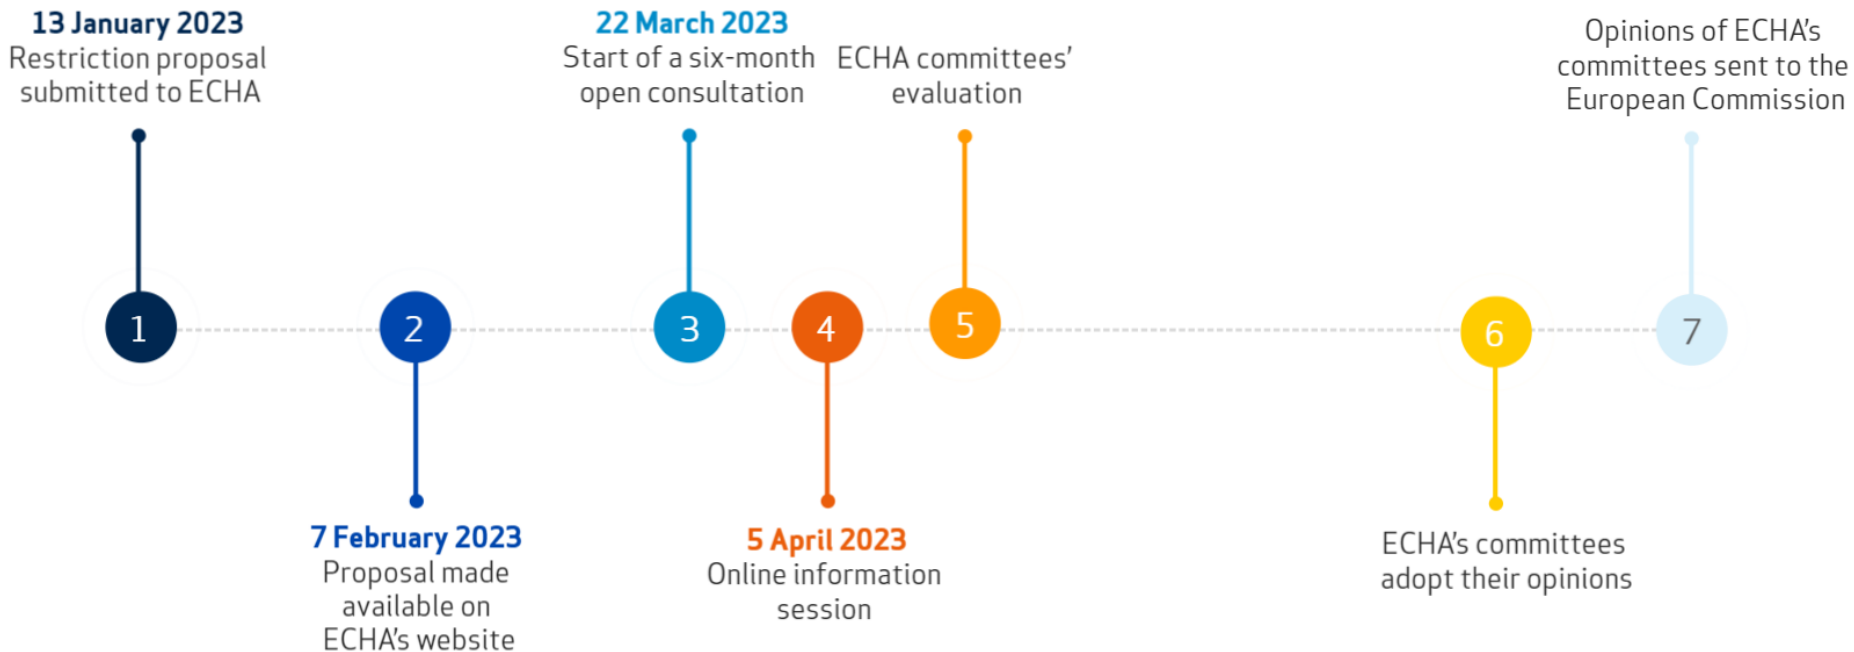 13 January 2023
Restriction proposal
submitted to ECHA
22 March 2023
Start of a six-month
open consultation
ECHA committees’
evaluation
Opinions of ECHA’s
committees sent to the
European Commission
1
2
3
4
5
6
7
7 February 2023
Proposal made
available on
ECHA’s website
5 April 2023
Online information
session
ECHA’s committees
adopt their opinions